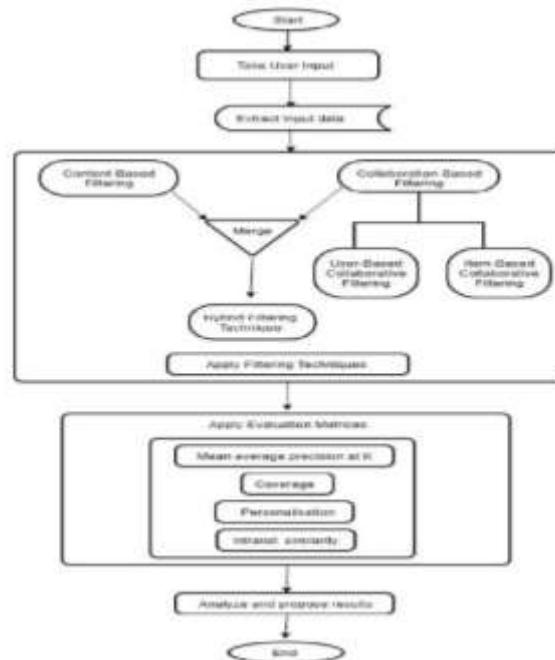 Start
Take User Input
Extract Input data
Content-Based
Filtering
Collaboration-Based
Filtering
Merge
User-Based
Collaborative
Filtering
Item-Based
Collaborative
Filtering
Hybrid Filtering
Technique
Apply Filtering Techniques
Apply Evaluation Matrices
Mean average precision at K
Coverage
Personalisation
Intralist similarity
Analyze and propose results
End